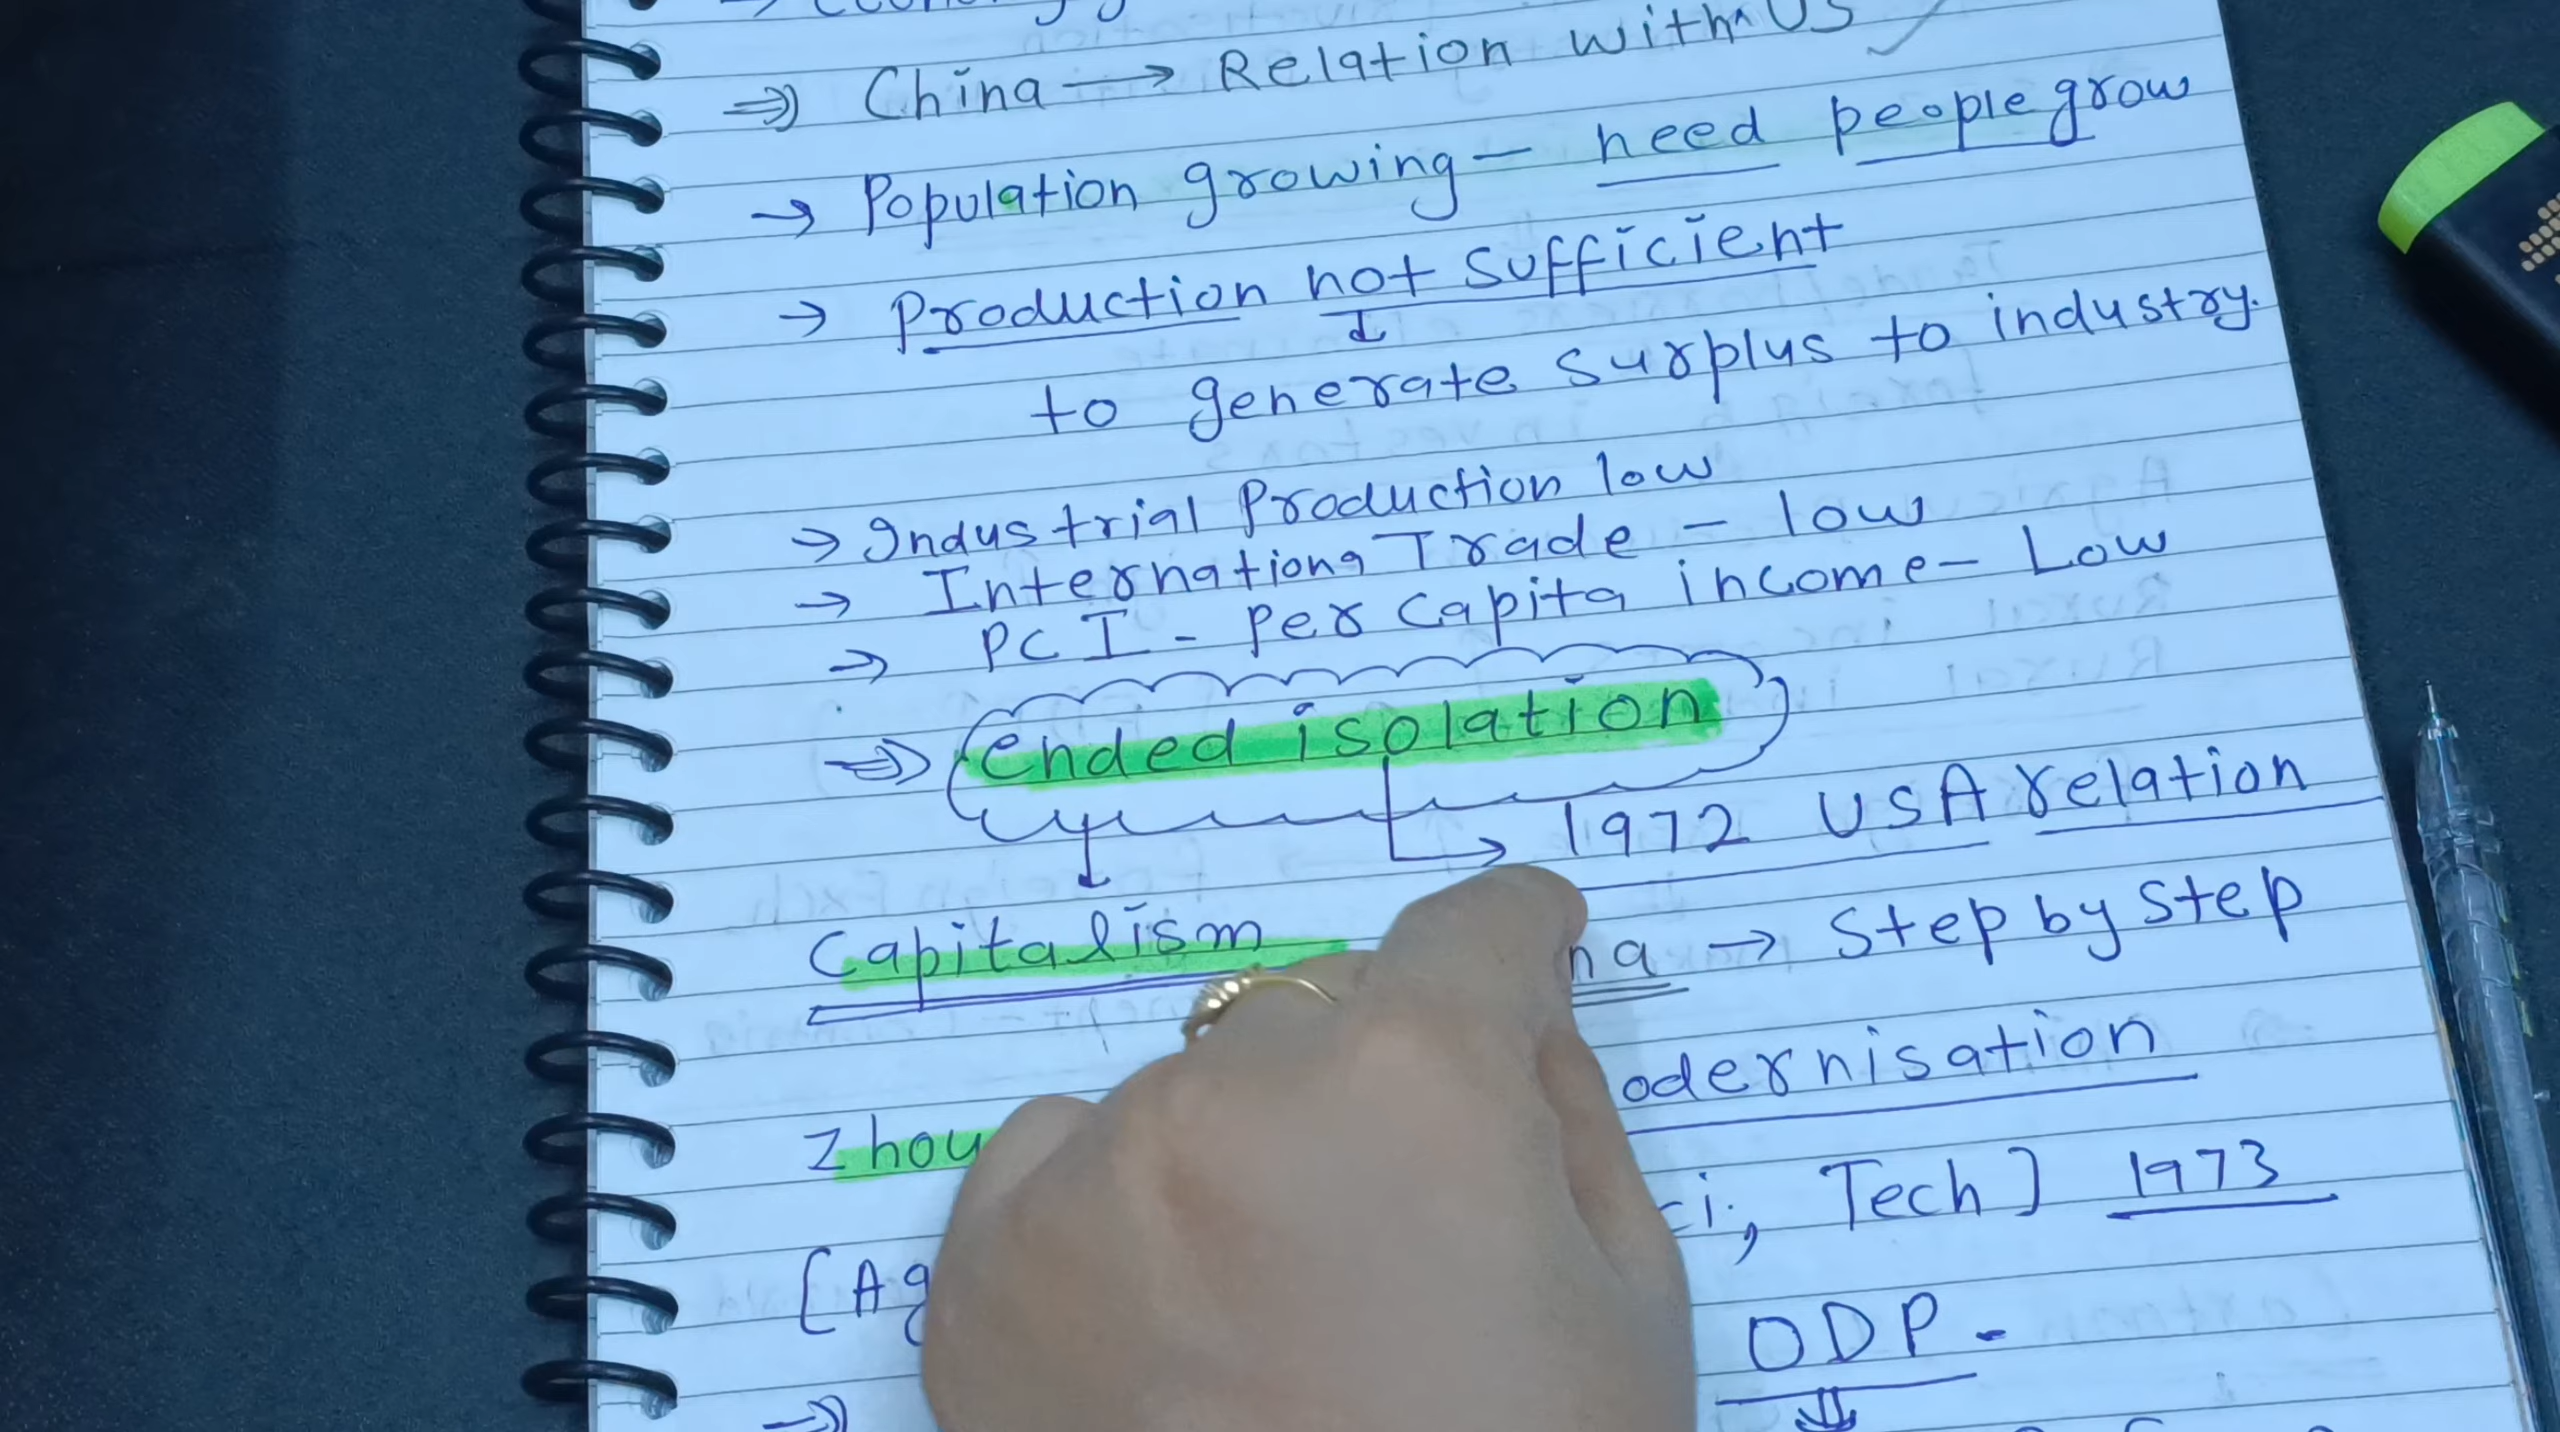 ⇒ China → Relation with US
→ Population growing - need people grow
→ Production not sufficient
to generate surplus to industry.
→ Industrial Production low
→ Internationa Trade - low
→ PCI - Per Capita income - Low
⇒ ended isolation
→ 1972 USA relation
Capitalism na → Step by step
Zhou odernisation
[Ag ci, Tech] 1973
ODP -